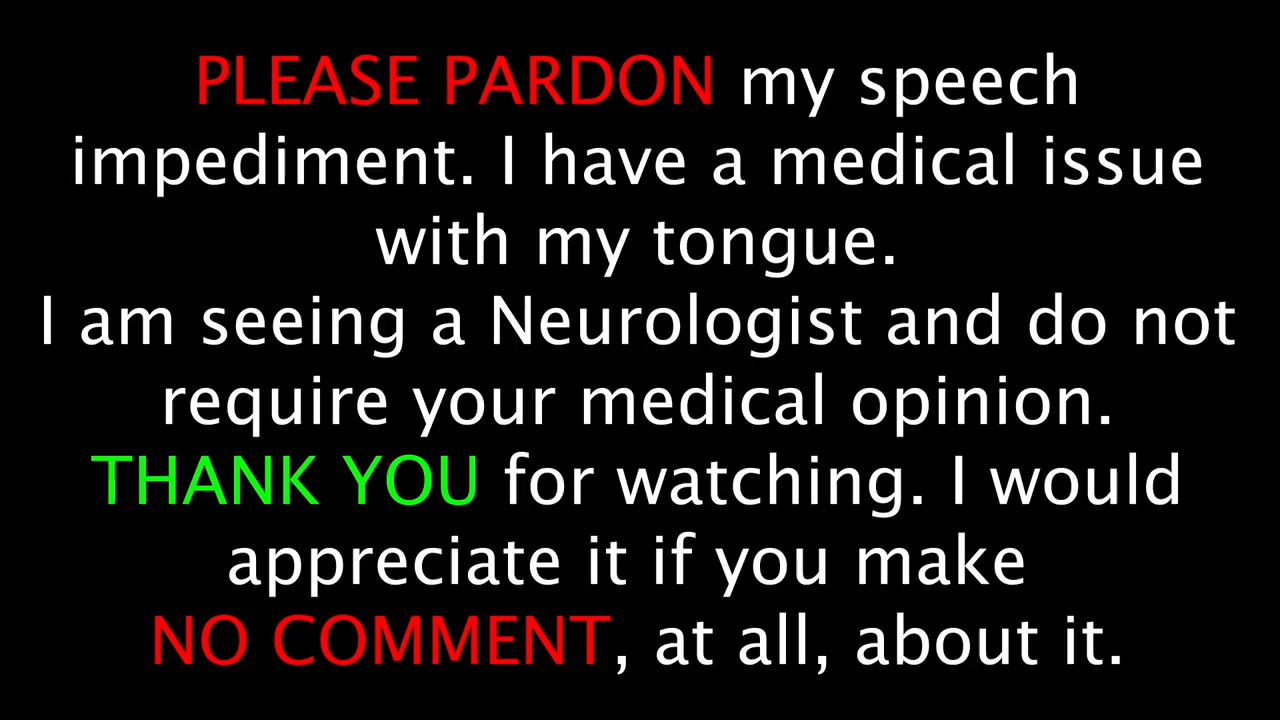 PLEASE PARDON my speech
impediment. I have a medical issue
with my tongue.
I am seeing a Neurologist and do not
require your medical opinion.
THANK YOU for watching. I would
appreciate it if you make
NO COMMENT, at all, about it.